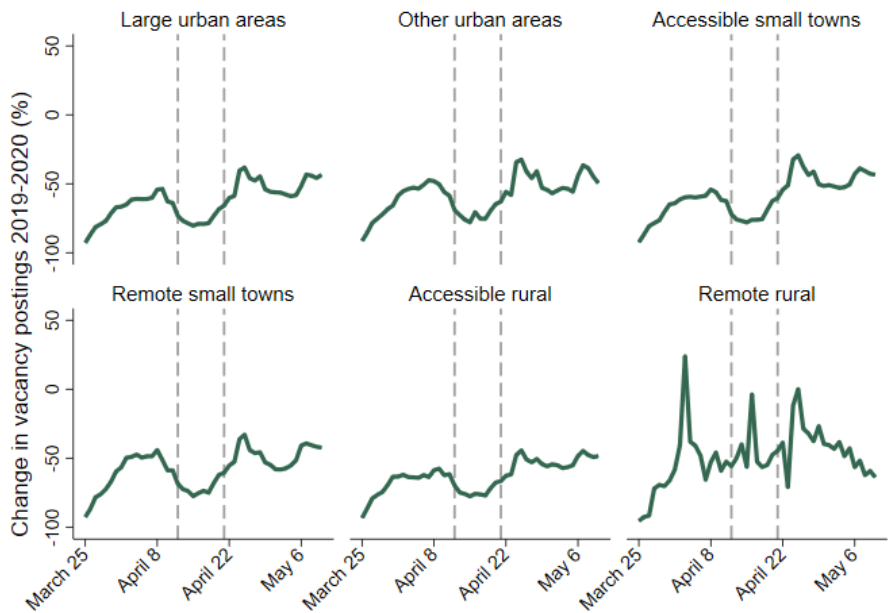 Large urban areas
Other urban areas
Accessible small towns
Change in vacancy postings 2019-2020 (%)
50
0
-50
-100
Remote small towns
Accessible rural
Remote rural
50
0
-50
-100
March 25
April 8
April 22
May 6
March 25
April 8
April 22
May 6
March 25
April 8
April 22
May 6